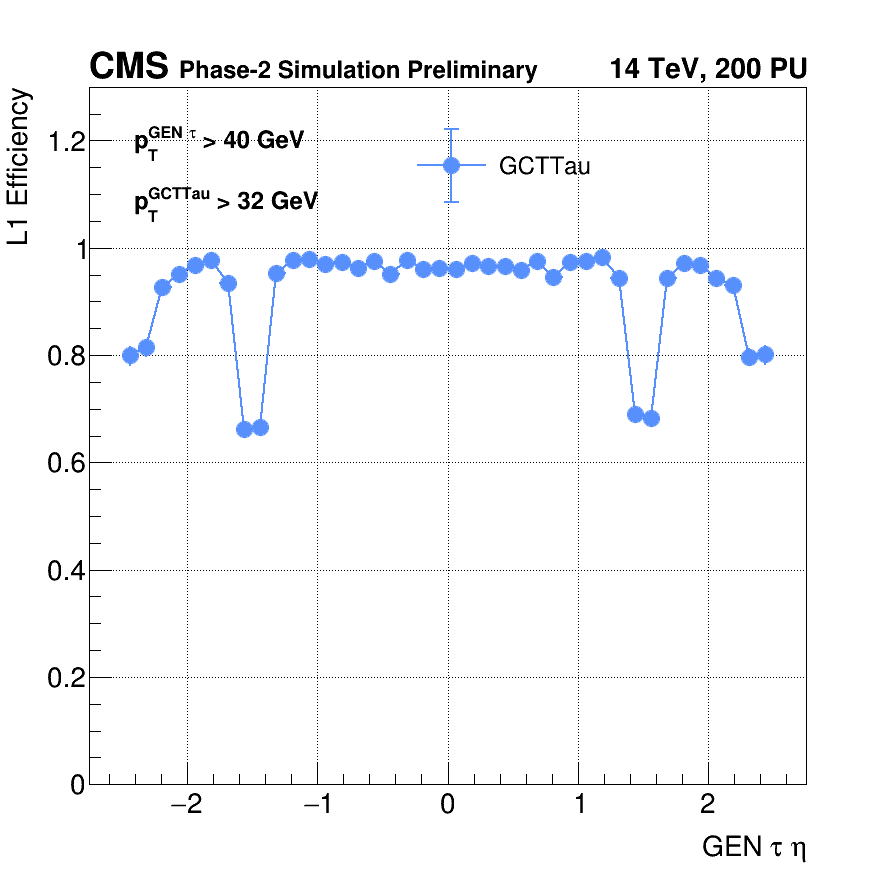 CMS Phase-2 Simulation Preliminary 14 TeV, 200 PU
L1 Efficiency
p_T^{GEN τ} > 40 GeV
p_T^{GCTTau} > 32 GeV
GCTTau
1.2
1
0.8
0.6
0.4
0.2
0
−2 −1 0 1 2
GEN τ η